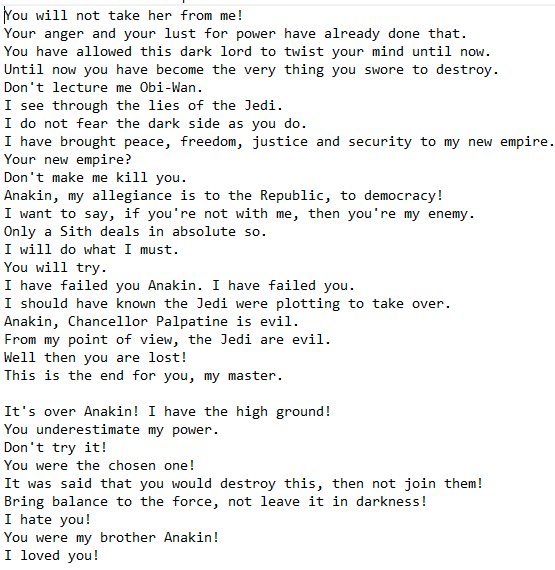 You will not take her from me!
Your anger and your lust for power have already done that.
You have allowed this dark lord to twist your mind until now.
Until now you have become the very thing you swore to destroy.
Don't lecture me Obi-Wan.
I see through the lies of the Jedi.
I do not fear the dark side as you do.
I have brought peace, freedom, justice and security to my new empire.
Your new empire?
Don't make me kill you.
Anakin, my allegiance is to the Republic, to democracy!
I want to say, if you're not with me, then you're my enemy.
Only a Sith deals in absolute so.
I will do what I must.
You will try.
I have failed you Anakin. I have failed you.
I should have known the Jedi were plotting to take over.
Anakin, Chancellor Palpatine is evil.
From my point of view, the Jedi are evil.
Well then you are lost!
This is the end for you, my master.

It's over Anakin! I have the high ground!
You underestimate my power.
Don't try it!
You were the chosen one!
It was said that you would destroy this, then not join them!
Bring balance to the force, not leave it in darkness!
I hate you!
You were my brother Anakin!
I loved you!